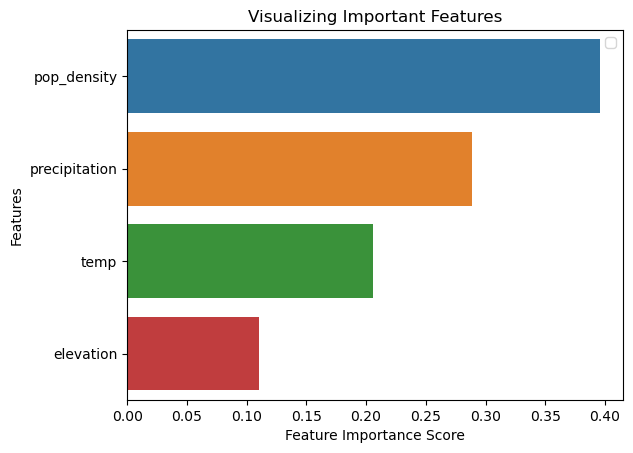 Visualizing Important Features
pop_density
precipitation
temp
elevation
Features
0.00 0.05 0.10 0.15 0.20 0.25 0.30 0.35 0.40
Feature Importance Score